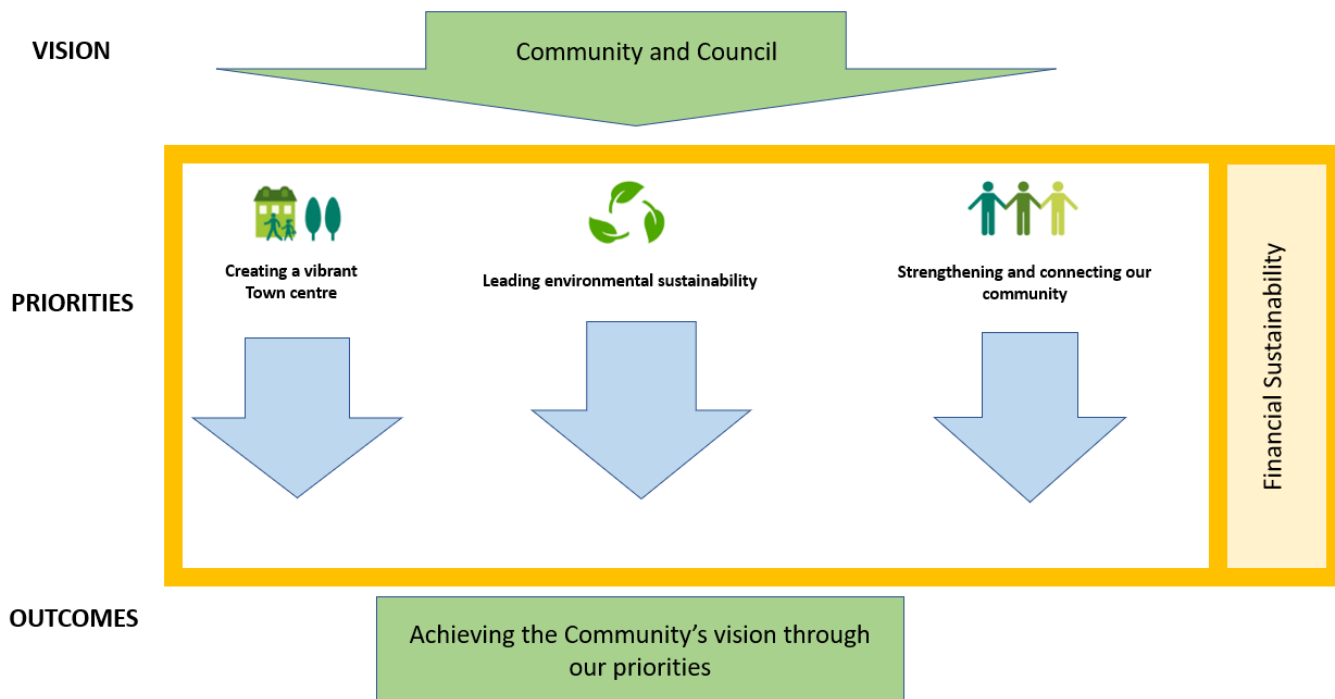 VISION
Community and Council
PRIORITIES
Creating a vibrant
Town centre
Leading environmental sustainability
Strengthening and connecting our
community
Financial Sustainability
OUTCOMES
Achieving the Community’s vision through
our priorities